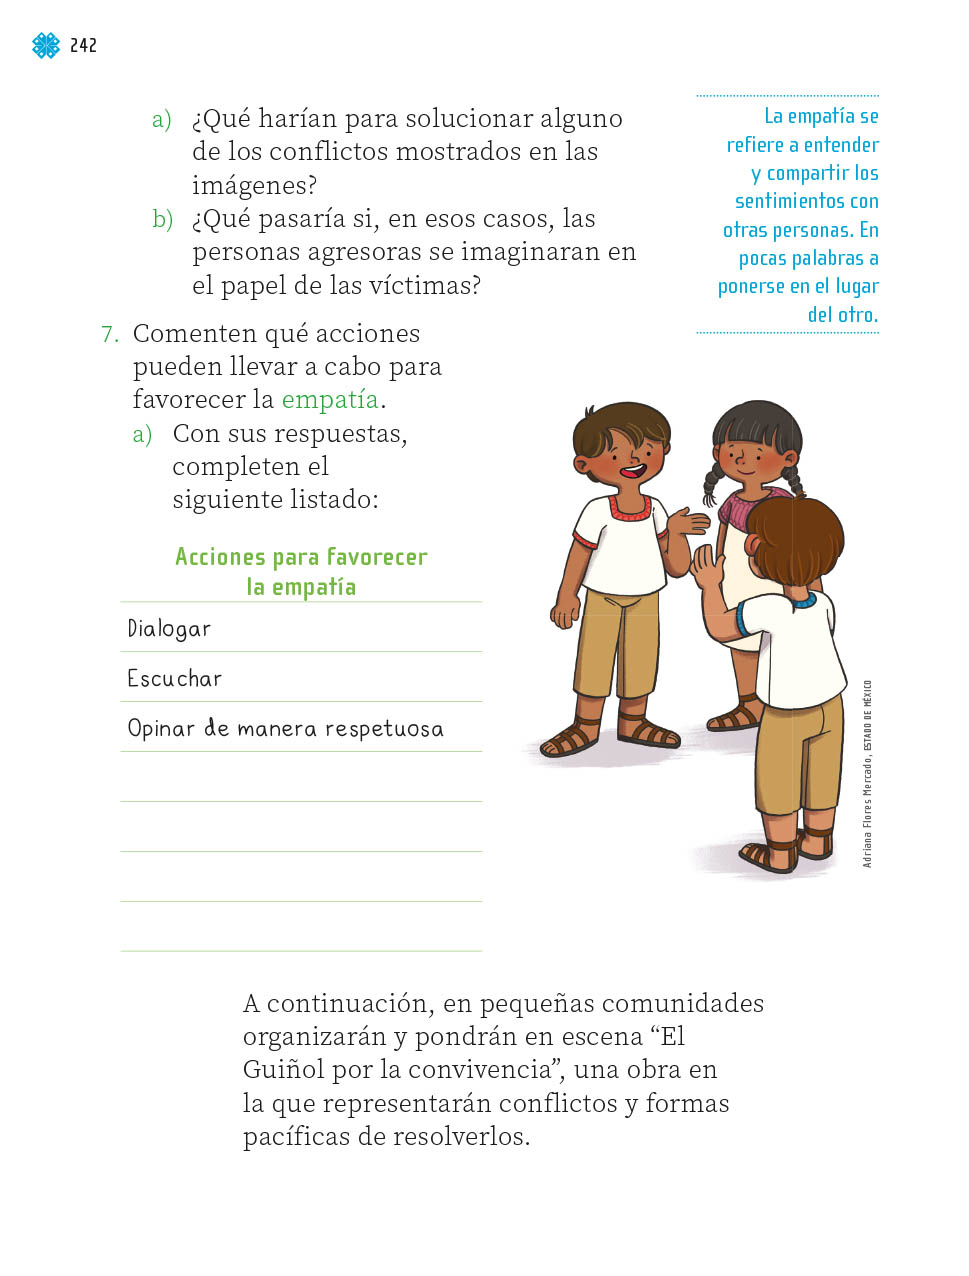 242
a) ¿Qué harían para solucionar alguno
de los conflictos mostrados en las
imágenes?
b) ¿Qué pasaría si, en esos casos, las
personas agresoras se imaginaran en
el papel de las víctimas?
La empatía se
refiere a entender
y compartir los
sentimientos con
otras personas. En
pocas palabras a
ponerse en el lugar
del otro.
7. Comenten qué acciones
pueden llevar a cabo para
favorecer la empatía.
a) Con sus respuestas,
completen el
siguiente listado:
Acciones para favorecer
la empatía
Dialogar
Escuchar
Opinar de manera respetuosa
Adriana Flores Mercado, ESTADO DE MÉXICO
A continuación, en pequeñas comunidades
organizarán y pondrán en escena “El
Guiñol por la convivencia”, una obra en
la que representarán conflictos y formas
pacíficas de resolverlos.